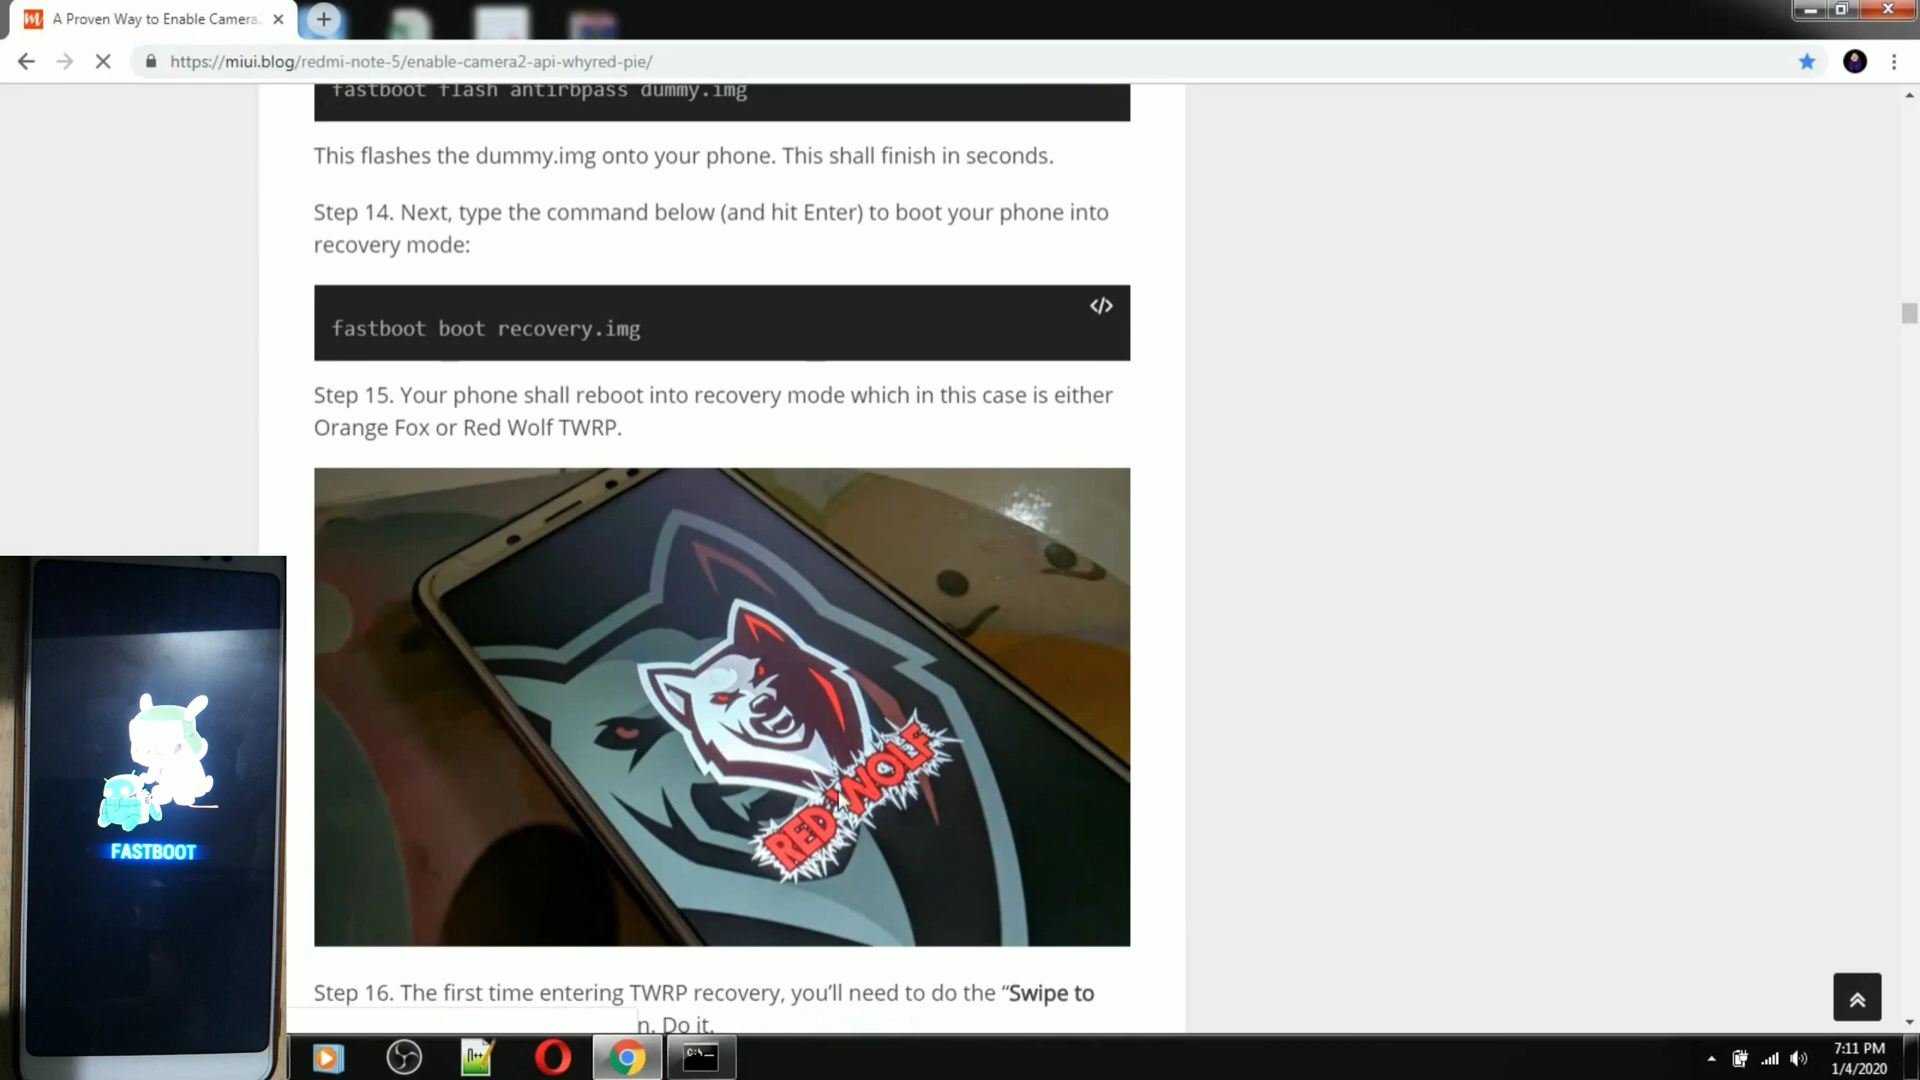 A Proven Way to Enable Camera
https://miui.blog/redmi-note-5/enable-camera2-api-whyred-pie/
fastboot flash antirbpass dummy.img
This flashes the dummy.img onto your phone. This shall finish in seconds.
Step 14. Next, type the command below (and hit Enter) to boot your phone into
recovery mode:
fastboot boot recovery.img
</>
Step 15. Your phone shall reboot into recovery mode which in this case is either
Orange Fox or Red Wolf TWRP.
RED WOLF
FASTBOOT
Step 16. The first time entering TWRP recovery, you'll need to do the “Swipe to
n. Do it.
C:\
7:11 PM
1/4/2020